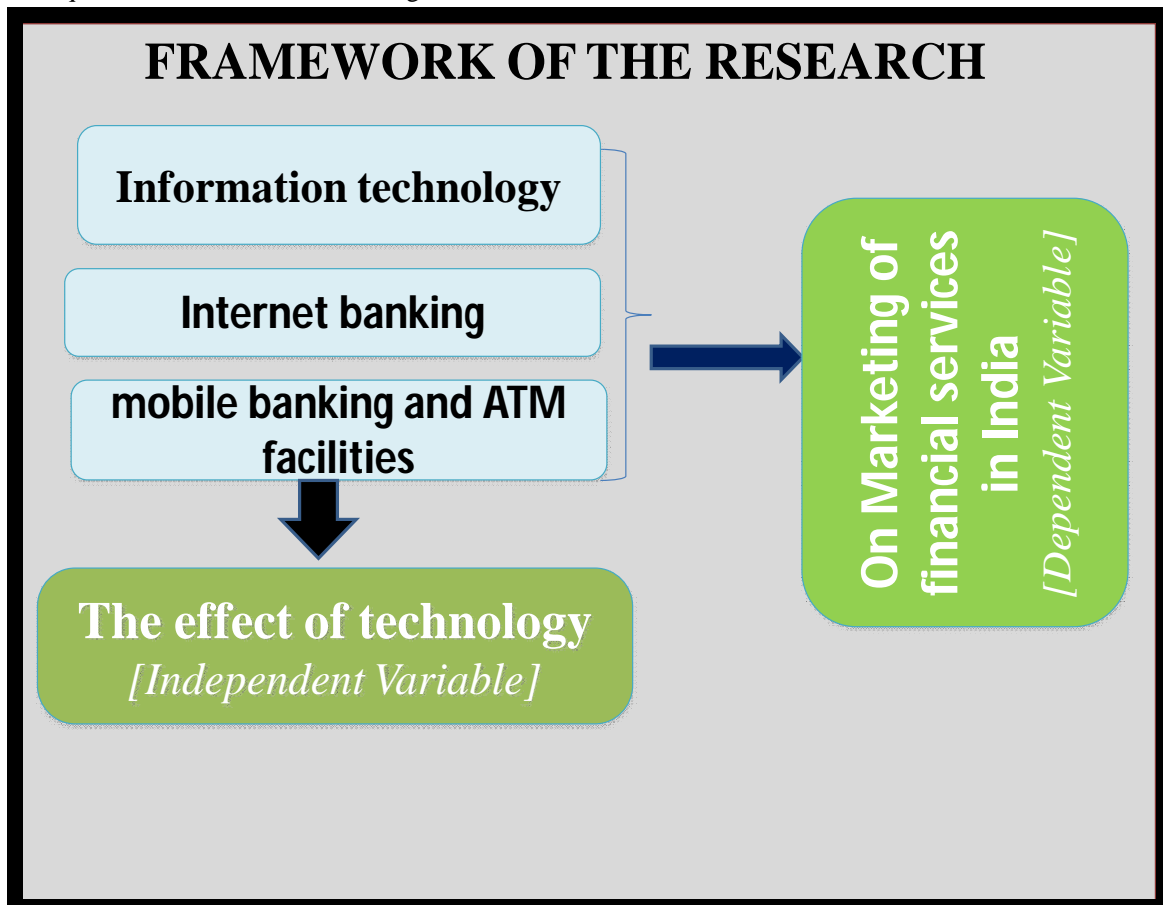 FRAMEWORK OF THE RESEARCH
Information technology
Internet banking
mobile banking and ATM
facilities
The effect of technology
[Independent Variable]
On Marketing of
financial services
in India
[Dependent Variable]